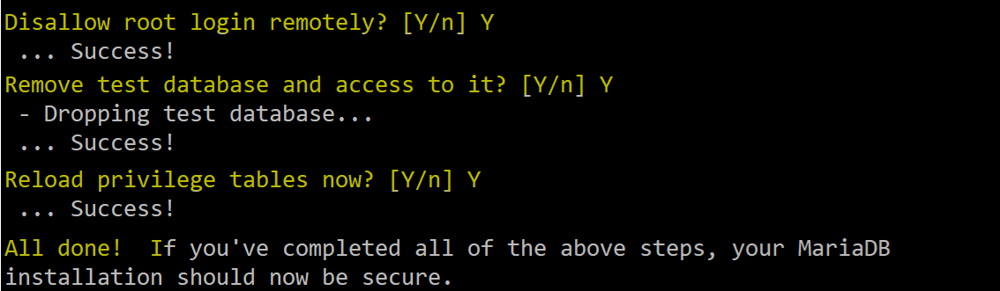 Disallow root login remotely? [Y/n] Y
 ... Success!
Remove test database and access to it? [Y/n] Y
 - Dropping test database...
 ... Success!
Reload privilege tables now? [Y/n] Y
 ... Success!
All done!  If you've completed all of the above steps, your MariaDB
installation should now be secure.